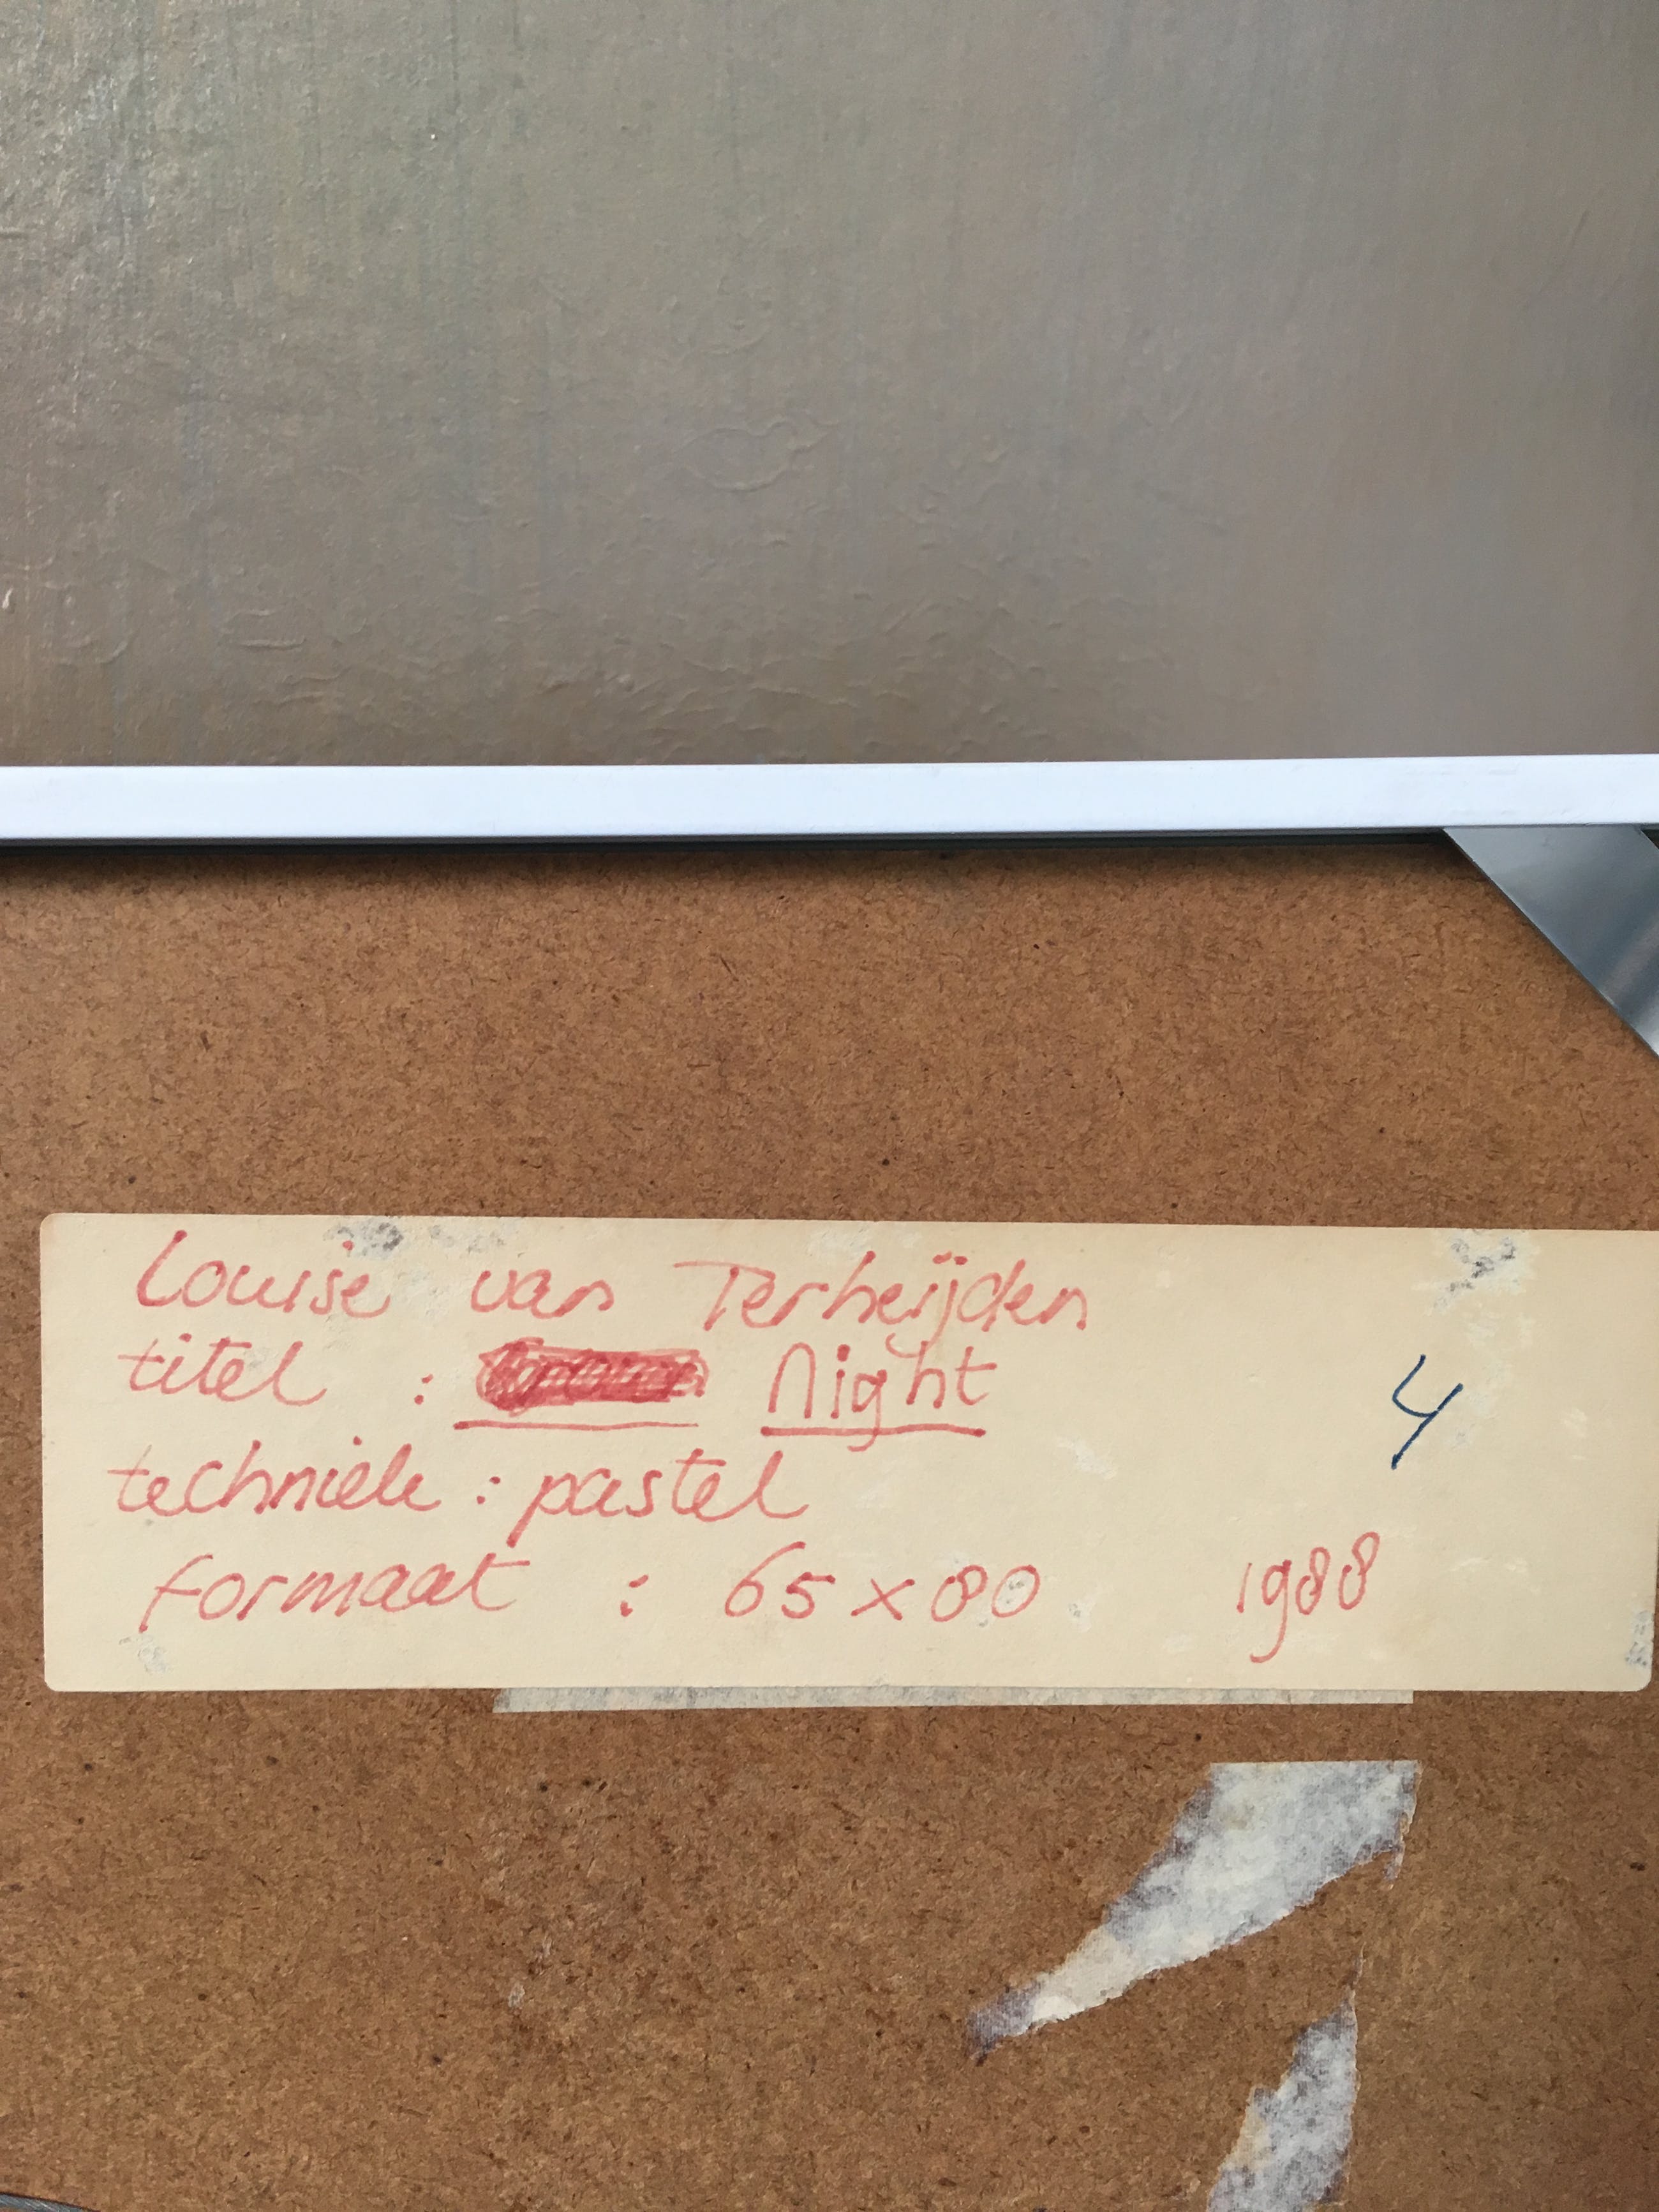 Louise van Terheijden
titel : Night
4
techniek : pastel
formaat : 65 x 80 1988